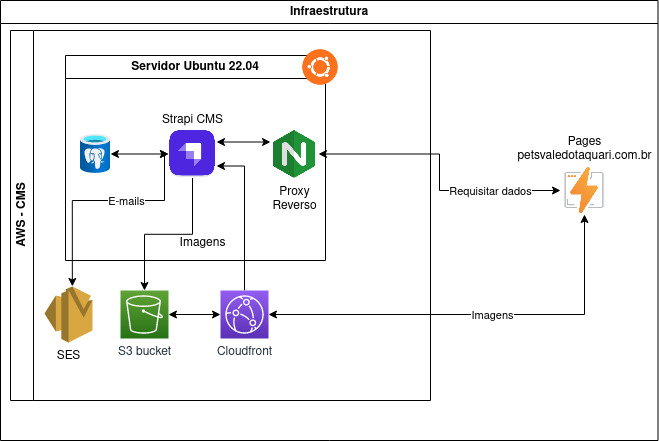 Infraestrutura
AWS - CMS
Servidor Ubuntu 22.04
Strapi CMS
Proxy
Reverso
Pages
petsvaledotaquari.com.br
Requisitar dados
E-mails
Imagens
Imagens
SES
S3 bucket
Cloudfront